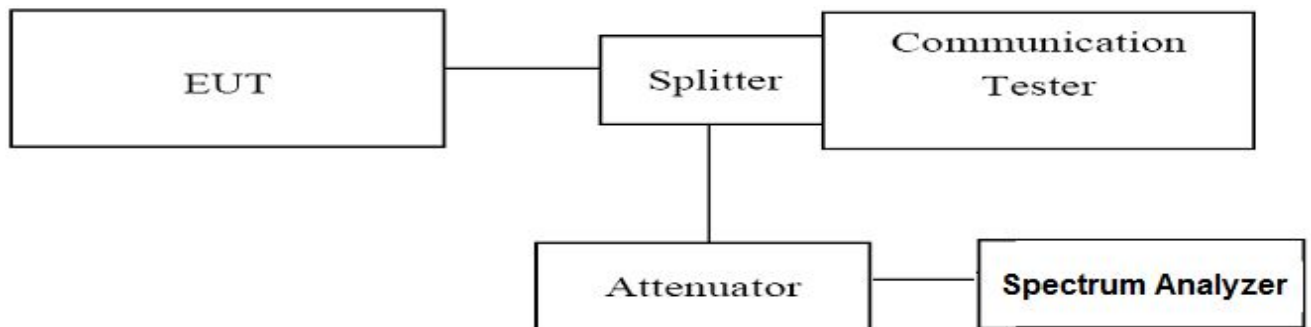 EUT
Splitter
Communication
Tester
Attenuator
Spectrum Analyzer